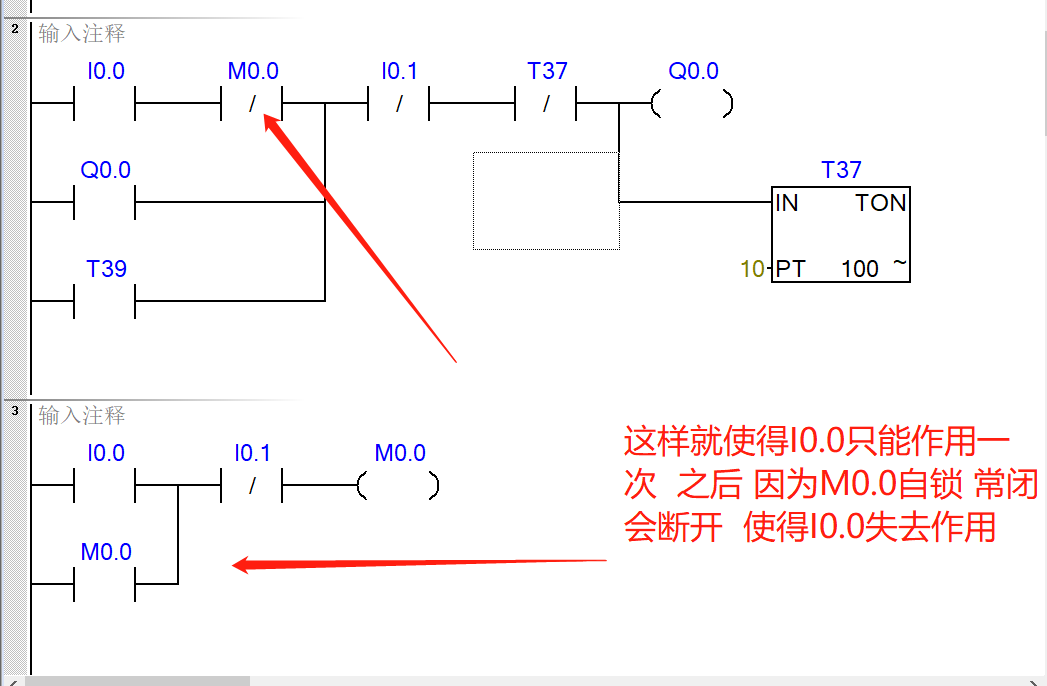 2 输入注释
I0.0 M0.0 I0.1 T37 Q0.0
/ / /
Q0.0 T37
IN TON
T39
10 PT 100 ~
3 输入注释
I0.0 I0.1 M0.0
/
M0.0
这样就使得I0.0只能作用一
次 之后 因为M0.0自锁 常闭
会断开 使得I0.0失去作用